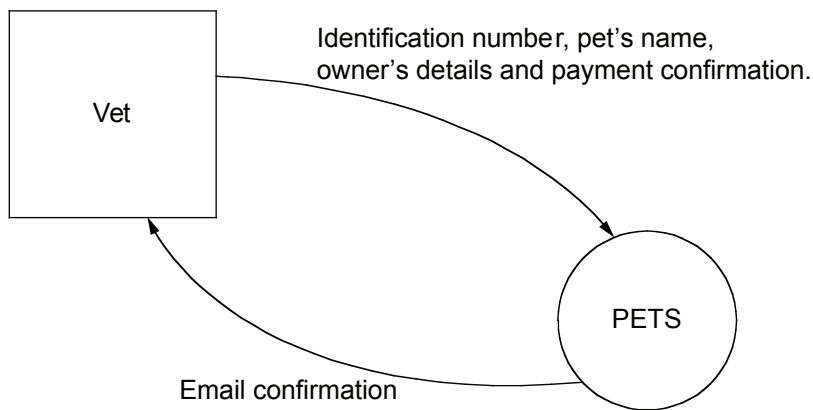 Identification number, pet's name,
owner's details and payment confirmation.
Vet
PETS
Email confirmation